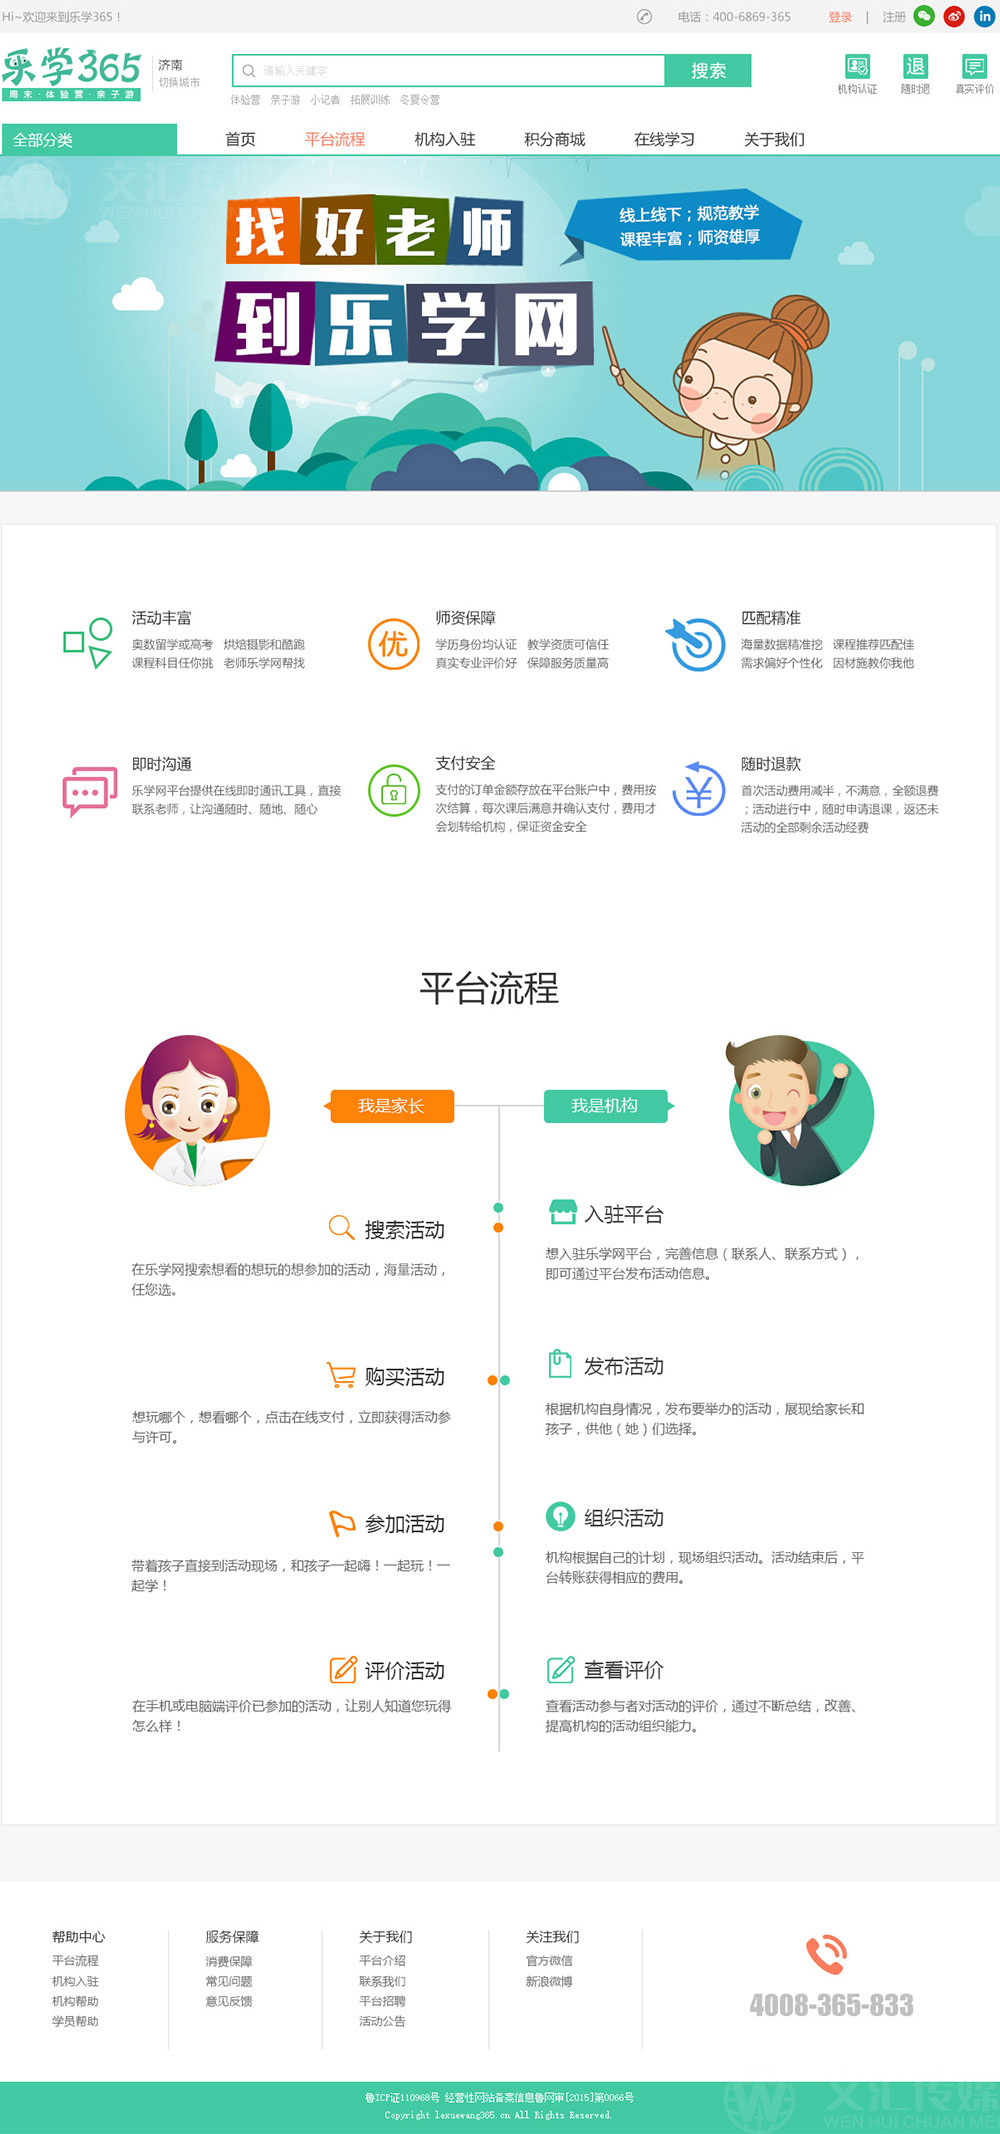 Hi~欢迎来到乐学365！
电话：400-6869-365
登录 | 注册
乐学365
周末·体验营·亲子游
济南
切换城市
请输入关键字
搜索
体验营 亲子游 小记者 拓展训练 冬夏令营
机构认证 退 随时退 真实评价
全部分类 首页 平台流程 机构入驻 积分商城 在线学习 关于我们
文汇传媒
WEN HUI CHUAN
找好老师
到乐学网
线上线下；规范教学
课程丰富；师资雄厚
活动丰富
奥数留学或高考 烘焙摄影和酷跑
课程科目任你挑 老师乐学网帮找
优
师资保障
学历身份均认证 教学资质可信任
真实专业评价好 保障服务质量高
匹配精准
海量数据精准挖 课程推荐匹配佳
需求偏好个性化 因材施教你我他
即时沟通
乐学网平台提供在线即时通讯工具，直接
联系老师，让沟通随时、随地、随心
支付安全
支付的订单金额存放在平台账户中，费用按
次结算，每次课后满意并确认支付，费用才
会划转给机构，保证资金安全
¥
随时退款
首次活动费用减半，不满意，全额退费
；活动进行中，随时申请退课，返还未
活动的全部剩余活动经费
平台流程
我是家长
我是机构
搜索活动
在乐学网搜索想看的想玩的想参加的活动，海量活动，
任您选。
入驻平台
想入驻乐学网平台，完善信息（联系人、联系方式），
即可通过平台发布活动信息。
购买活动
想玩哪个，想看哪个，点击在线支付，立即获得活动参
与许可。
发布活动
根据机构自身情况，发布要举办的活动，展现给家长和
孩子，供他（她）们选择。
参加活动
带着孩子直接到活动现场，和孩子一起嗨！一起玩！一
起学！
组织活动
机构根据自己的计划，现场组织活动。活动结束后，平
台转账获得相应的费用。
评价活动
在手机或电脑端评价已参加的活动，让别人知道您玩得
怎么样！
查看评价
查看活动参与者对活动的评价，通过不断总结，改善、
提高机构的活动组织能力。
帮助中心
平台流程
机构入驻
机构帮助
学员帮助
服务保障
消费保障
常见问题
意见反馈
关于我们
平台介绍
联系我们
平台招聘
活动公告
关注我们
官方微信
新浪微博
4008-365-833
鲁ICP证110968号 经营性网站备案信息鲁网审[2015]第0066号
Copyright lexuewang365.cn All Rights Reserved.
文汇传媒
WEN HUI CHUAN MEI